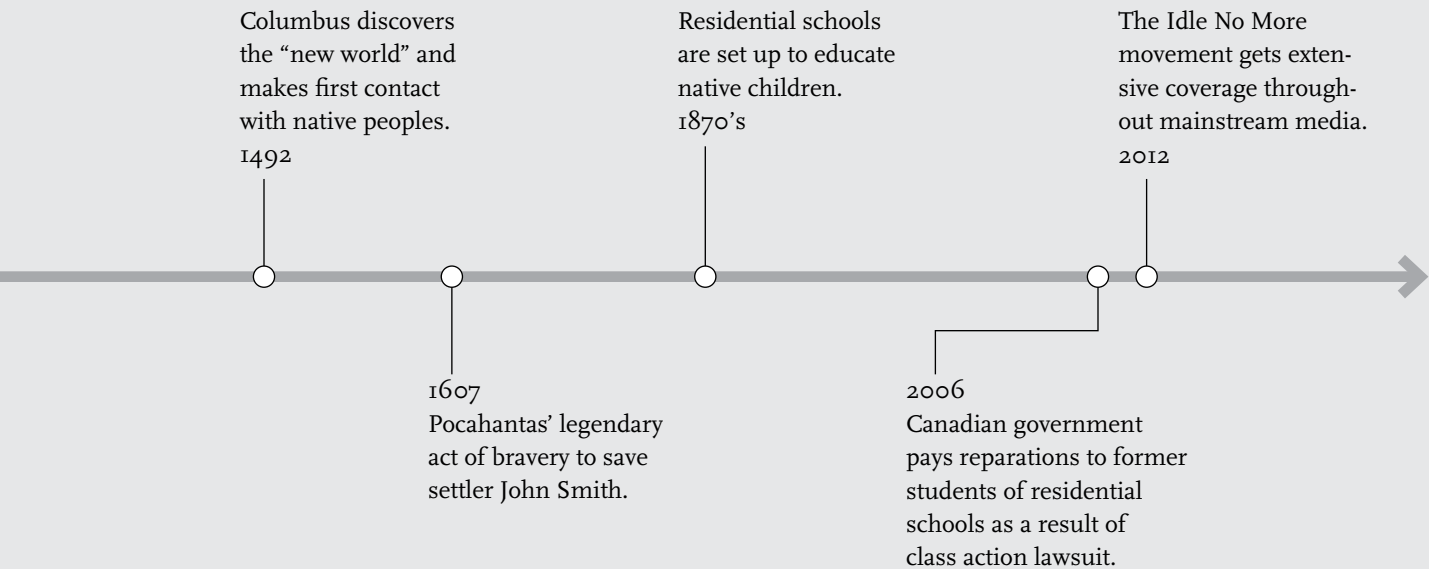 Columbus discovers
the “new world” and
makes first contact
with native peoples.
1492
1607
Pocahantas’ legendary
act of bravery to save
settler John Smith.
Residential schools
are set up to educate
native children.
1870’s
2006
Canadian government
pays reparations to former
students of residential
schools as a result of
class action lawsuit.
The Idle No More
movement gets exten-
sive coverage through-
out mainstream media.
2012